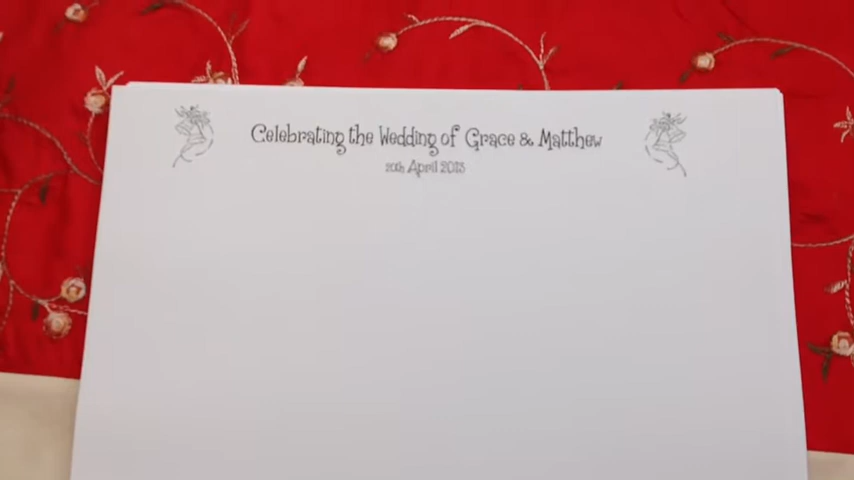 Celebrating the Wedding of Grace & Matthew
20th April 2013